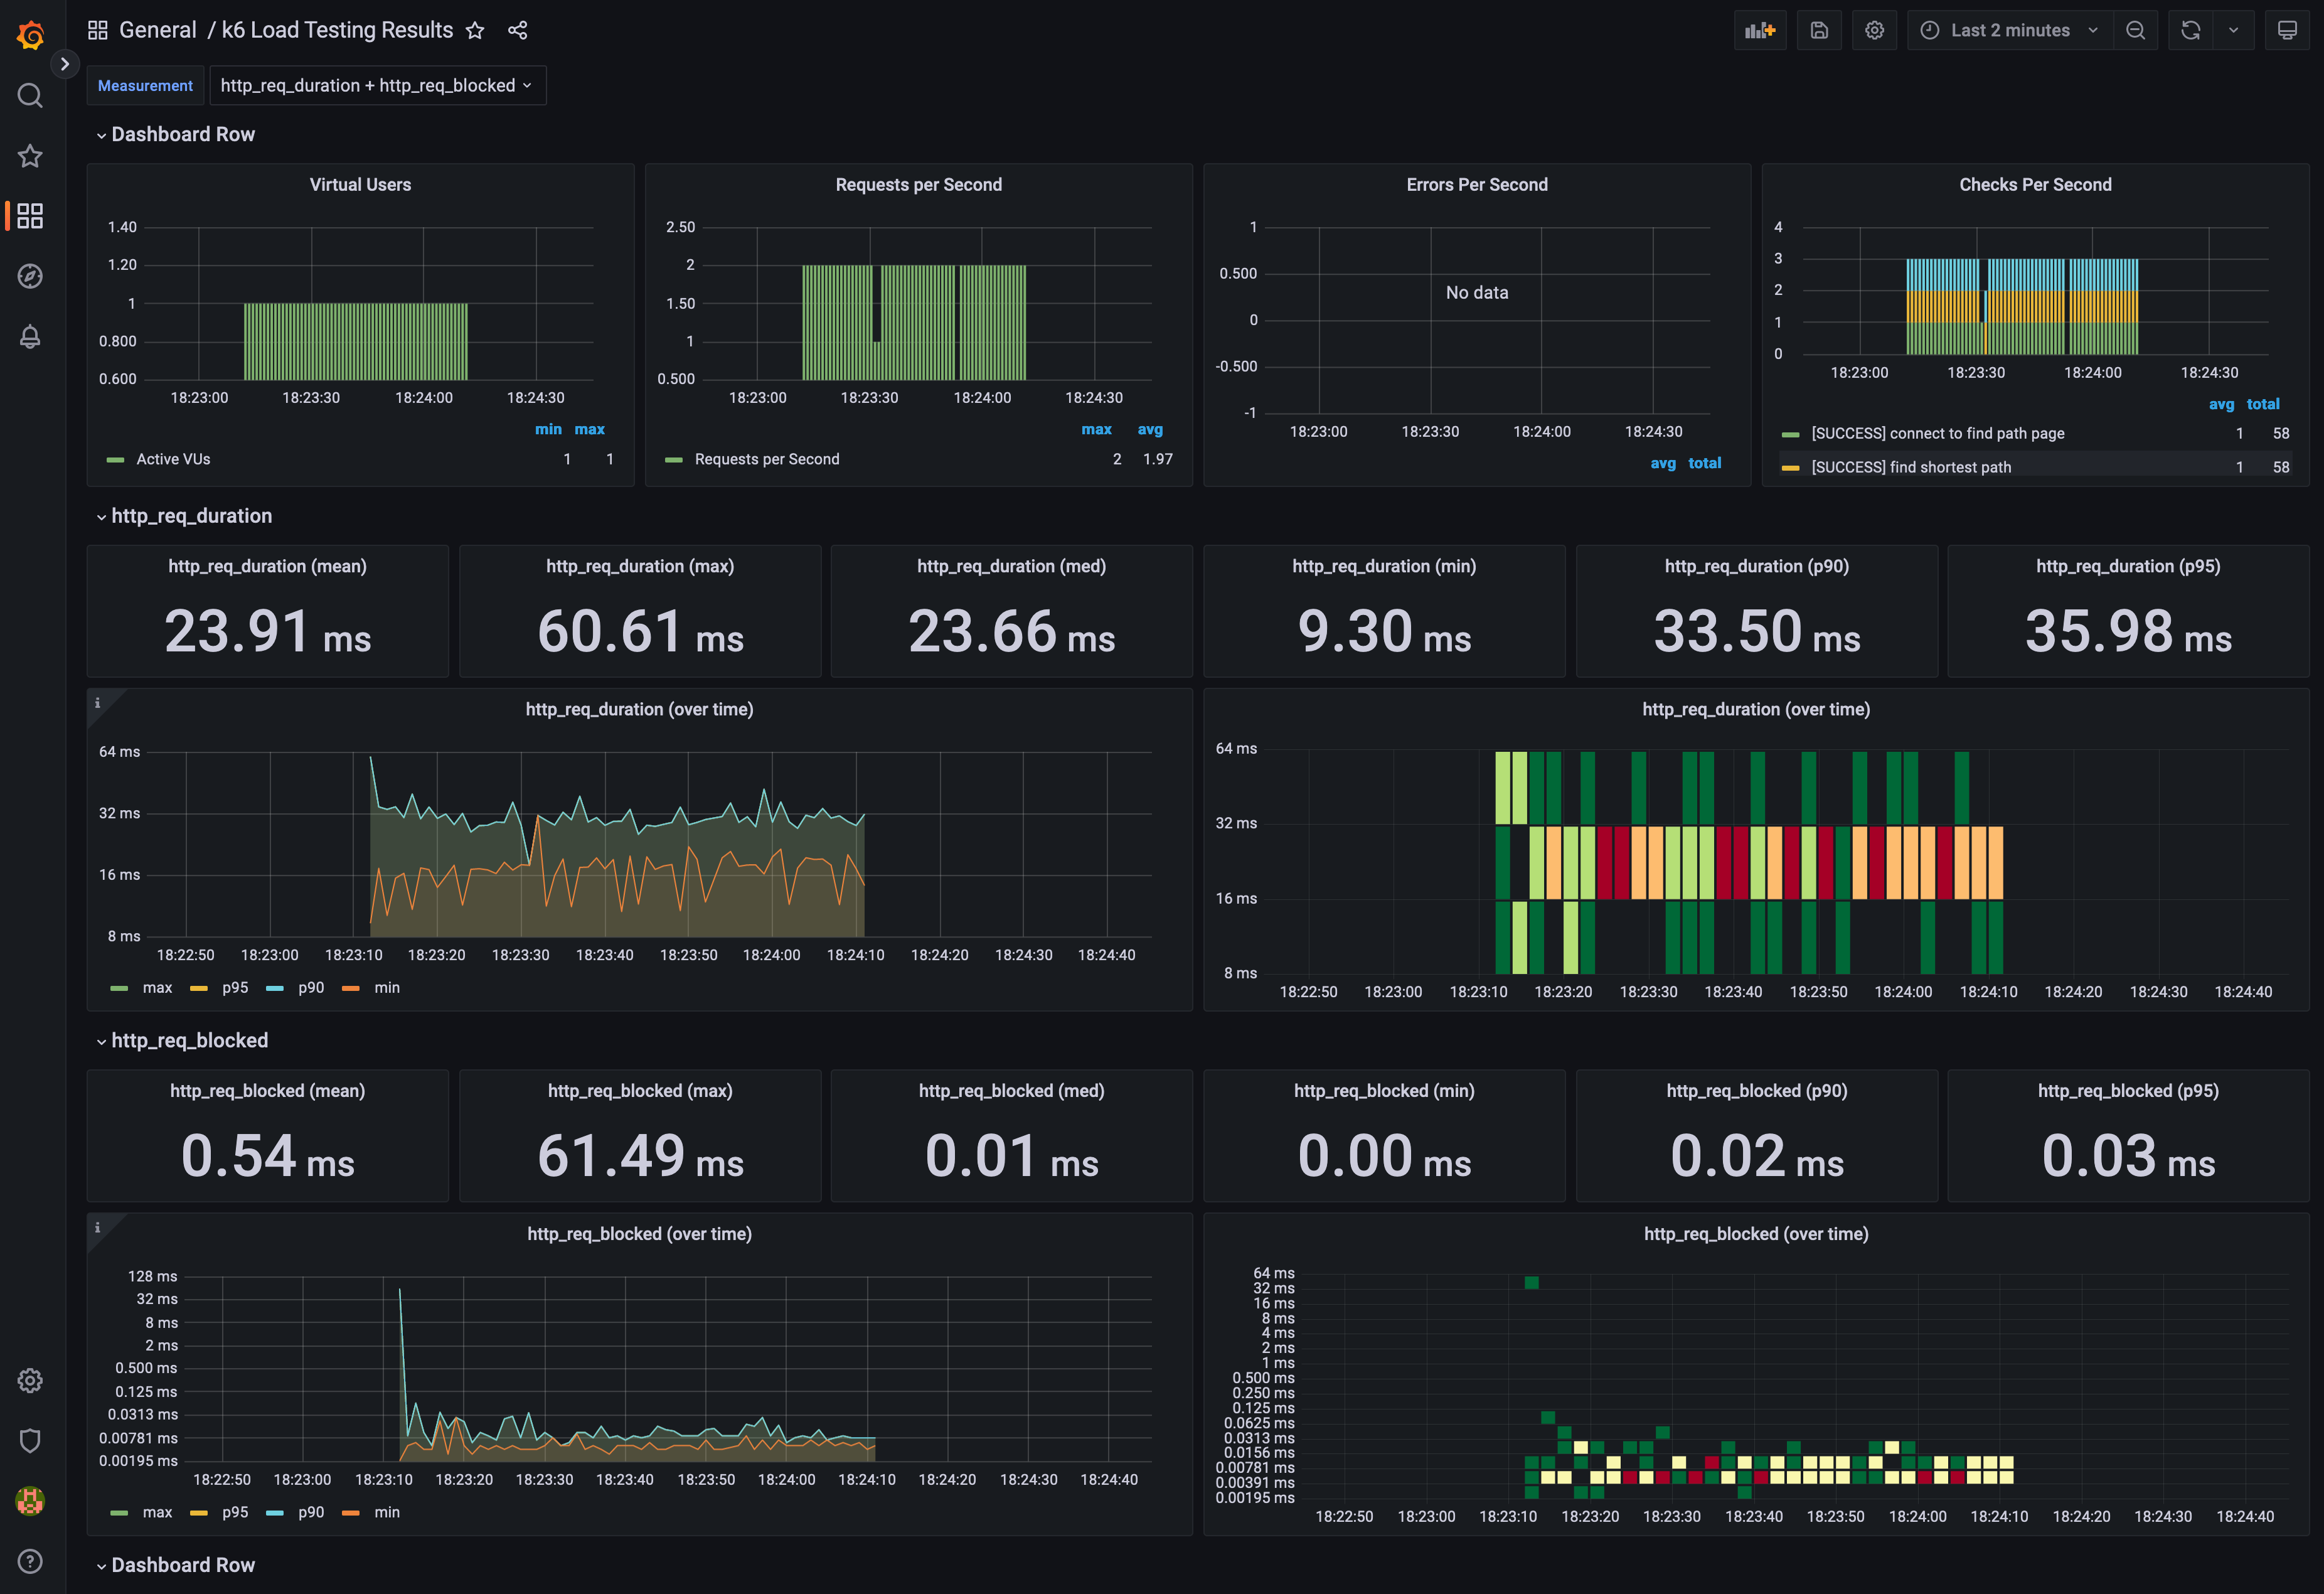 General / k6 Load Testing Results
Last 2 minutes
Measurement http_req_duration + http_req_blocked
Dashboard Row
Virtual Users
1.40
1.20
1
0.800
0.600
18:23:00 18:23:30 18:24:00 18:24:30
min max
Active VUs 1 1
Requests per Second
2.50
2
1.50
1
0.500
18:23:00 18:23:30 18:24:00 18:24:30
max avg
Requests per Second 2 1.97
Errors Per Second
1
0.500
0
-0.500
-1
No data
18:23:00 18:23:30 18:24:00 18:24:30
avg total
Checks Per Second
4
3
2
1
0
18:23:00 18:23:30 18:24:00 18:24:30
avg total
[SUCCESS] connect to find path page 1 58
[SUCCESS] find shortest path 1 58
http_req_duration
http_req_duration (mean)
23.91 ms
http_req_duration (max)
60.61 ms
http_req_duration (med)
23.66 ms
http_req_duration (min)
9.30 ms
http_req_duration (p90)
33.50 ms
http_req_duration (p95)
35.98 ms
i
http_req_duration (over time)
64 ms
32 ms
16 ms
8 ms
18:22:50 18:23:00 18:23:10 18:23:20 18:23:30 18:23:40 18:23:50 18:24:00 18:24:10 18:24:20 18:24:30 18:24:40
max p95 p90 min
http_req_duration (over time)
64 ms
32 ms
16 ms
8 ms
18:22:50 18:23:00 18:23:10 18:23:20 18:23:30 18:23:40 18:23:50 18:24:00 18:24:10 18:24:20 18:24:30 18:24:40
http_req_blocked
http_req_blocked (mean)
0.54 ms
http_req_blocked (max)
61.49 ms
http_req_blocked (med)
0.01 ms
http_req_blocked (min)
0.00 ms
http_req_blocked (p90)
0.02 ms
http_req_blocked (p95)
0.03 ms
i
http_req_blocked (over time)
128 ms
32 ms
8 ms
2 ms
0.500 ms
0.125 ms
0.0313 ms
0.00781 ms
0.00195 ms
18:22:50 18:23:00 18:23:10 18:23:20 18:23:30 18:23:40 18:23:50 18:24:00 18:24:10 18:24:20 18:24:30 18:24:40
max p95 p90 min
http_req_blocked (over time)
64 ms
32 ms
16 ms
8 ms
4 ms
2 ms
1 ms
0.500 ms
0.250 ms
0.125 ms
0.0625 ms
0.0313 ms
0.0156 ms
0.00781 ms
0.00391 ms
0.00195 ms
18:22:50 18:23:00 18:23:10 18:23:20 18:23:30 18:23:40 18:23:50 18:24:00 18:24:10 18:24:20 18:24:30 18:24:40
Dashboard Row